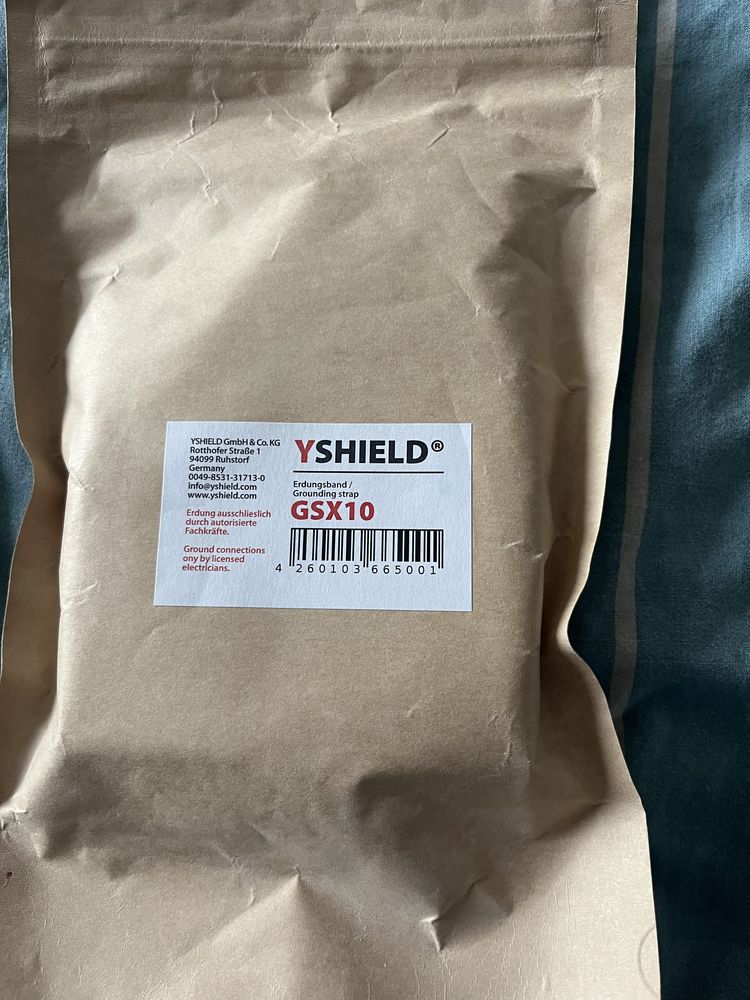 YSHIELD GmbH & Co. KG
Rotthofer Straße 1
94099 Ruhstorf
Germany
0049-8531-31713-0
info@yshield.com
www.yshield.com
Erdung ausschlieslich
durch autorisierte
Fachkräfte.
Ground connections
ony by licensed
electricians.
YSHIELD®
Erdungsband /
Grounding strap
GSX10
4 260103 665001